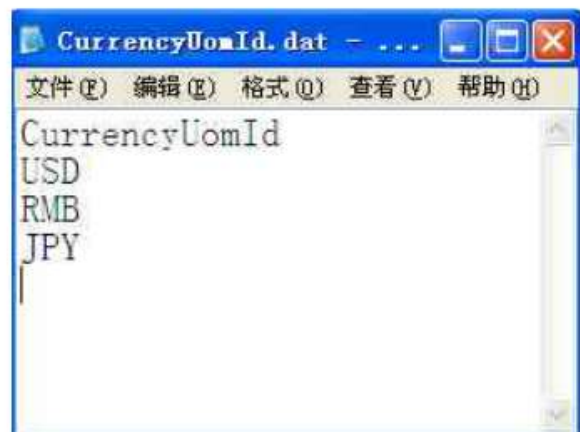 CurrencyUomId.dat - ...
文件(F) 编辑(E) 格式(O) 查看(V) 帮助(H)
CurrencyUomId
USD
RMB
JPY